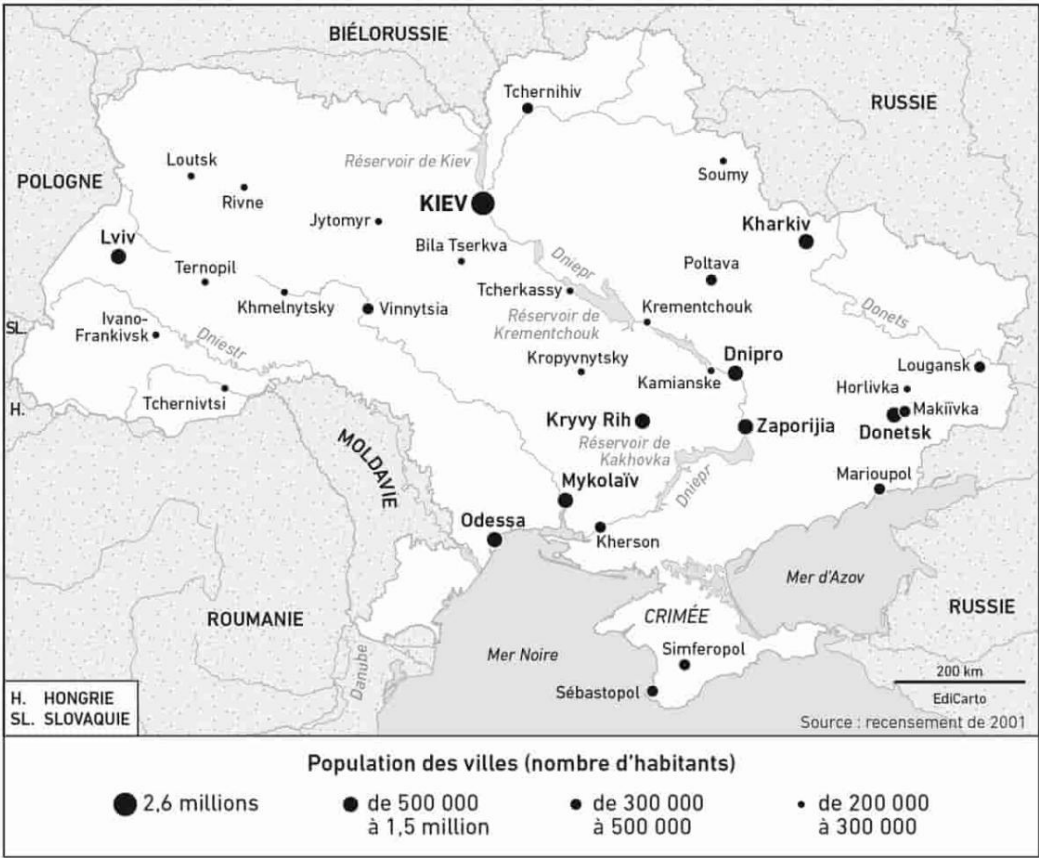 BIÉLORUSSIE
Tchernihiv
RUSSIE
Réservoir de Kiev
Loutsk
Soumy
POLOGNE
Rivne
KIEV
Jytomyr
Kharkiv
Lviv
Bila Tserkva
Dniepr
Poltava
Ternopil
Tcherkassy
Khmelnytsky
Vinnytsia
Krementchouk
Donets
Ivano-
Frankivsk
Réservoir de
Krementchouk
SL.
Dniestr
Kropyvnytsky
Dnipro
Lougansk
Kamianske
Horlivka
Tchernivtsi
H.
Makiïvka
Kryvy Rih
Zaporijia
Donetsk
Réservoir de
Kakhovka
MOLDAVIE
Marioupol
Dniepr
Mykolaïv
Odessa
Kherson
Mer d'Azov
ROUMANIE
CRIMÉE
RUSSIE
Simferopol
Mer Noire
Danube
Sébastopol
200 km
EdiCarto
H. HONGRIE
SL. SLOVAQUIE
Source : recensement de 2001
Population des villes (nombre d'habitants)
2,6 millions
de 500 000
à 1,5 million
de 300 000
à 500 000
de 200 000
à 300 000